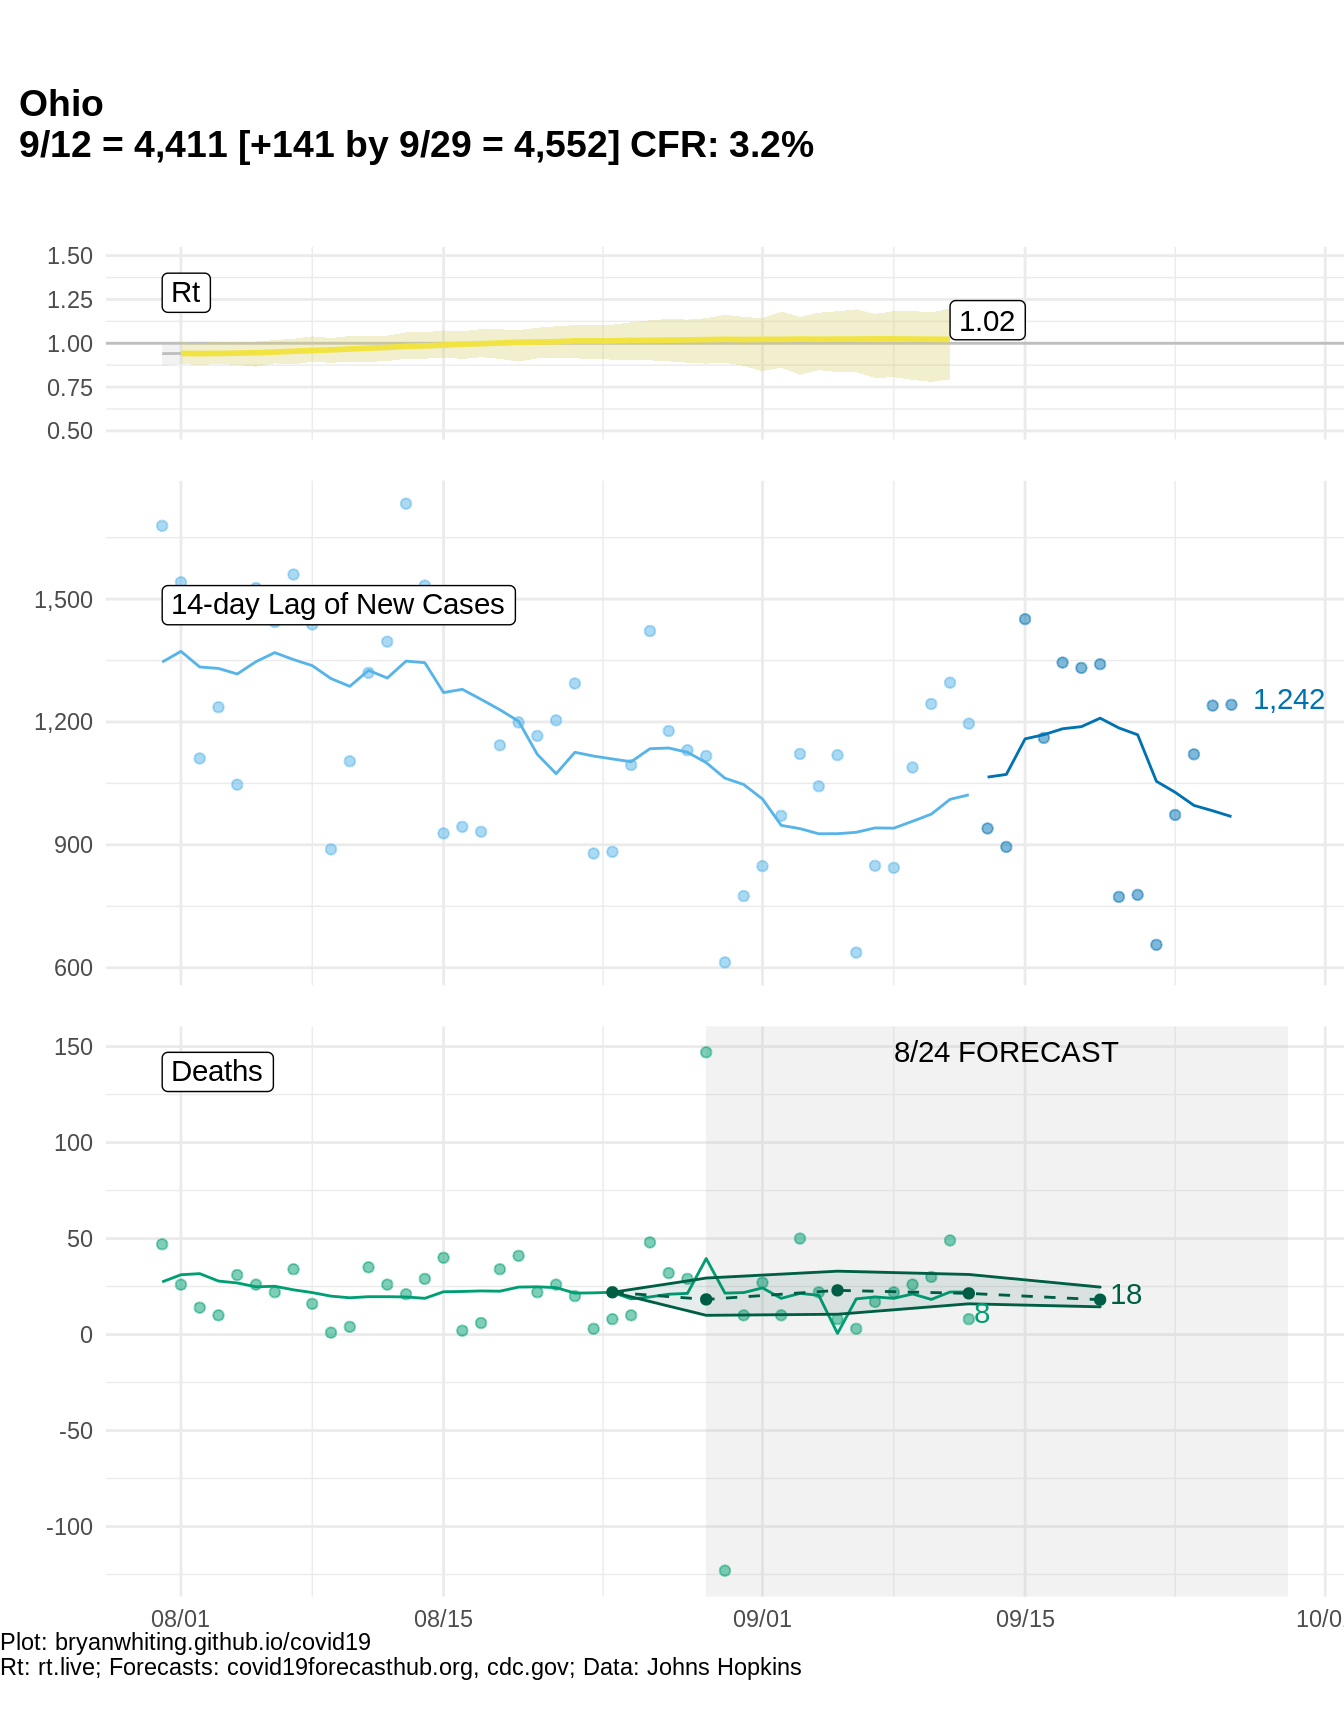 Ohio
9/12 = 4,411 [+141 by 9/29 = 4,552] CFR: 3.2%
1.50
Rt
1.25
1.02
1.00
0.75
0.50
1,500
14-day Lag of New Cases
1,200
1,242
900
600
150
8/24 FORECAST
Deaths
100
50
18
8
0
-50
-100
08/01 08/15 09/01 09/15 10/0
Plot: bryanwhiting.github.io/covid19
Rt: rt.live; Forecasts: covid19forecasthub.org, cdc.gov; Data: Johns Hopkins